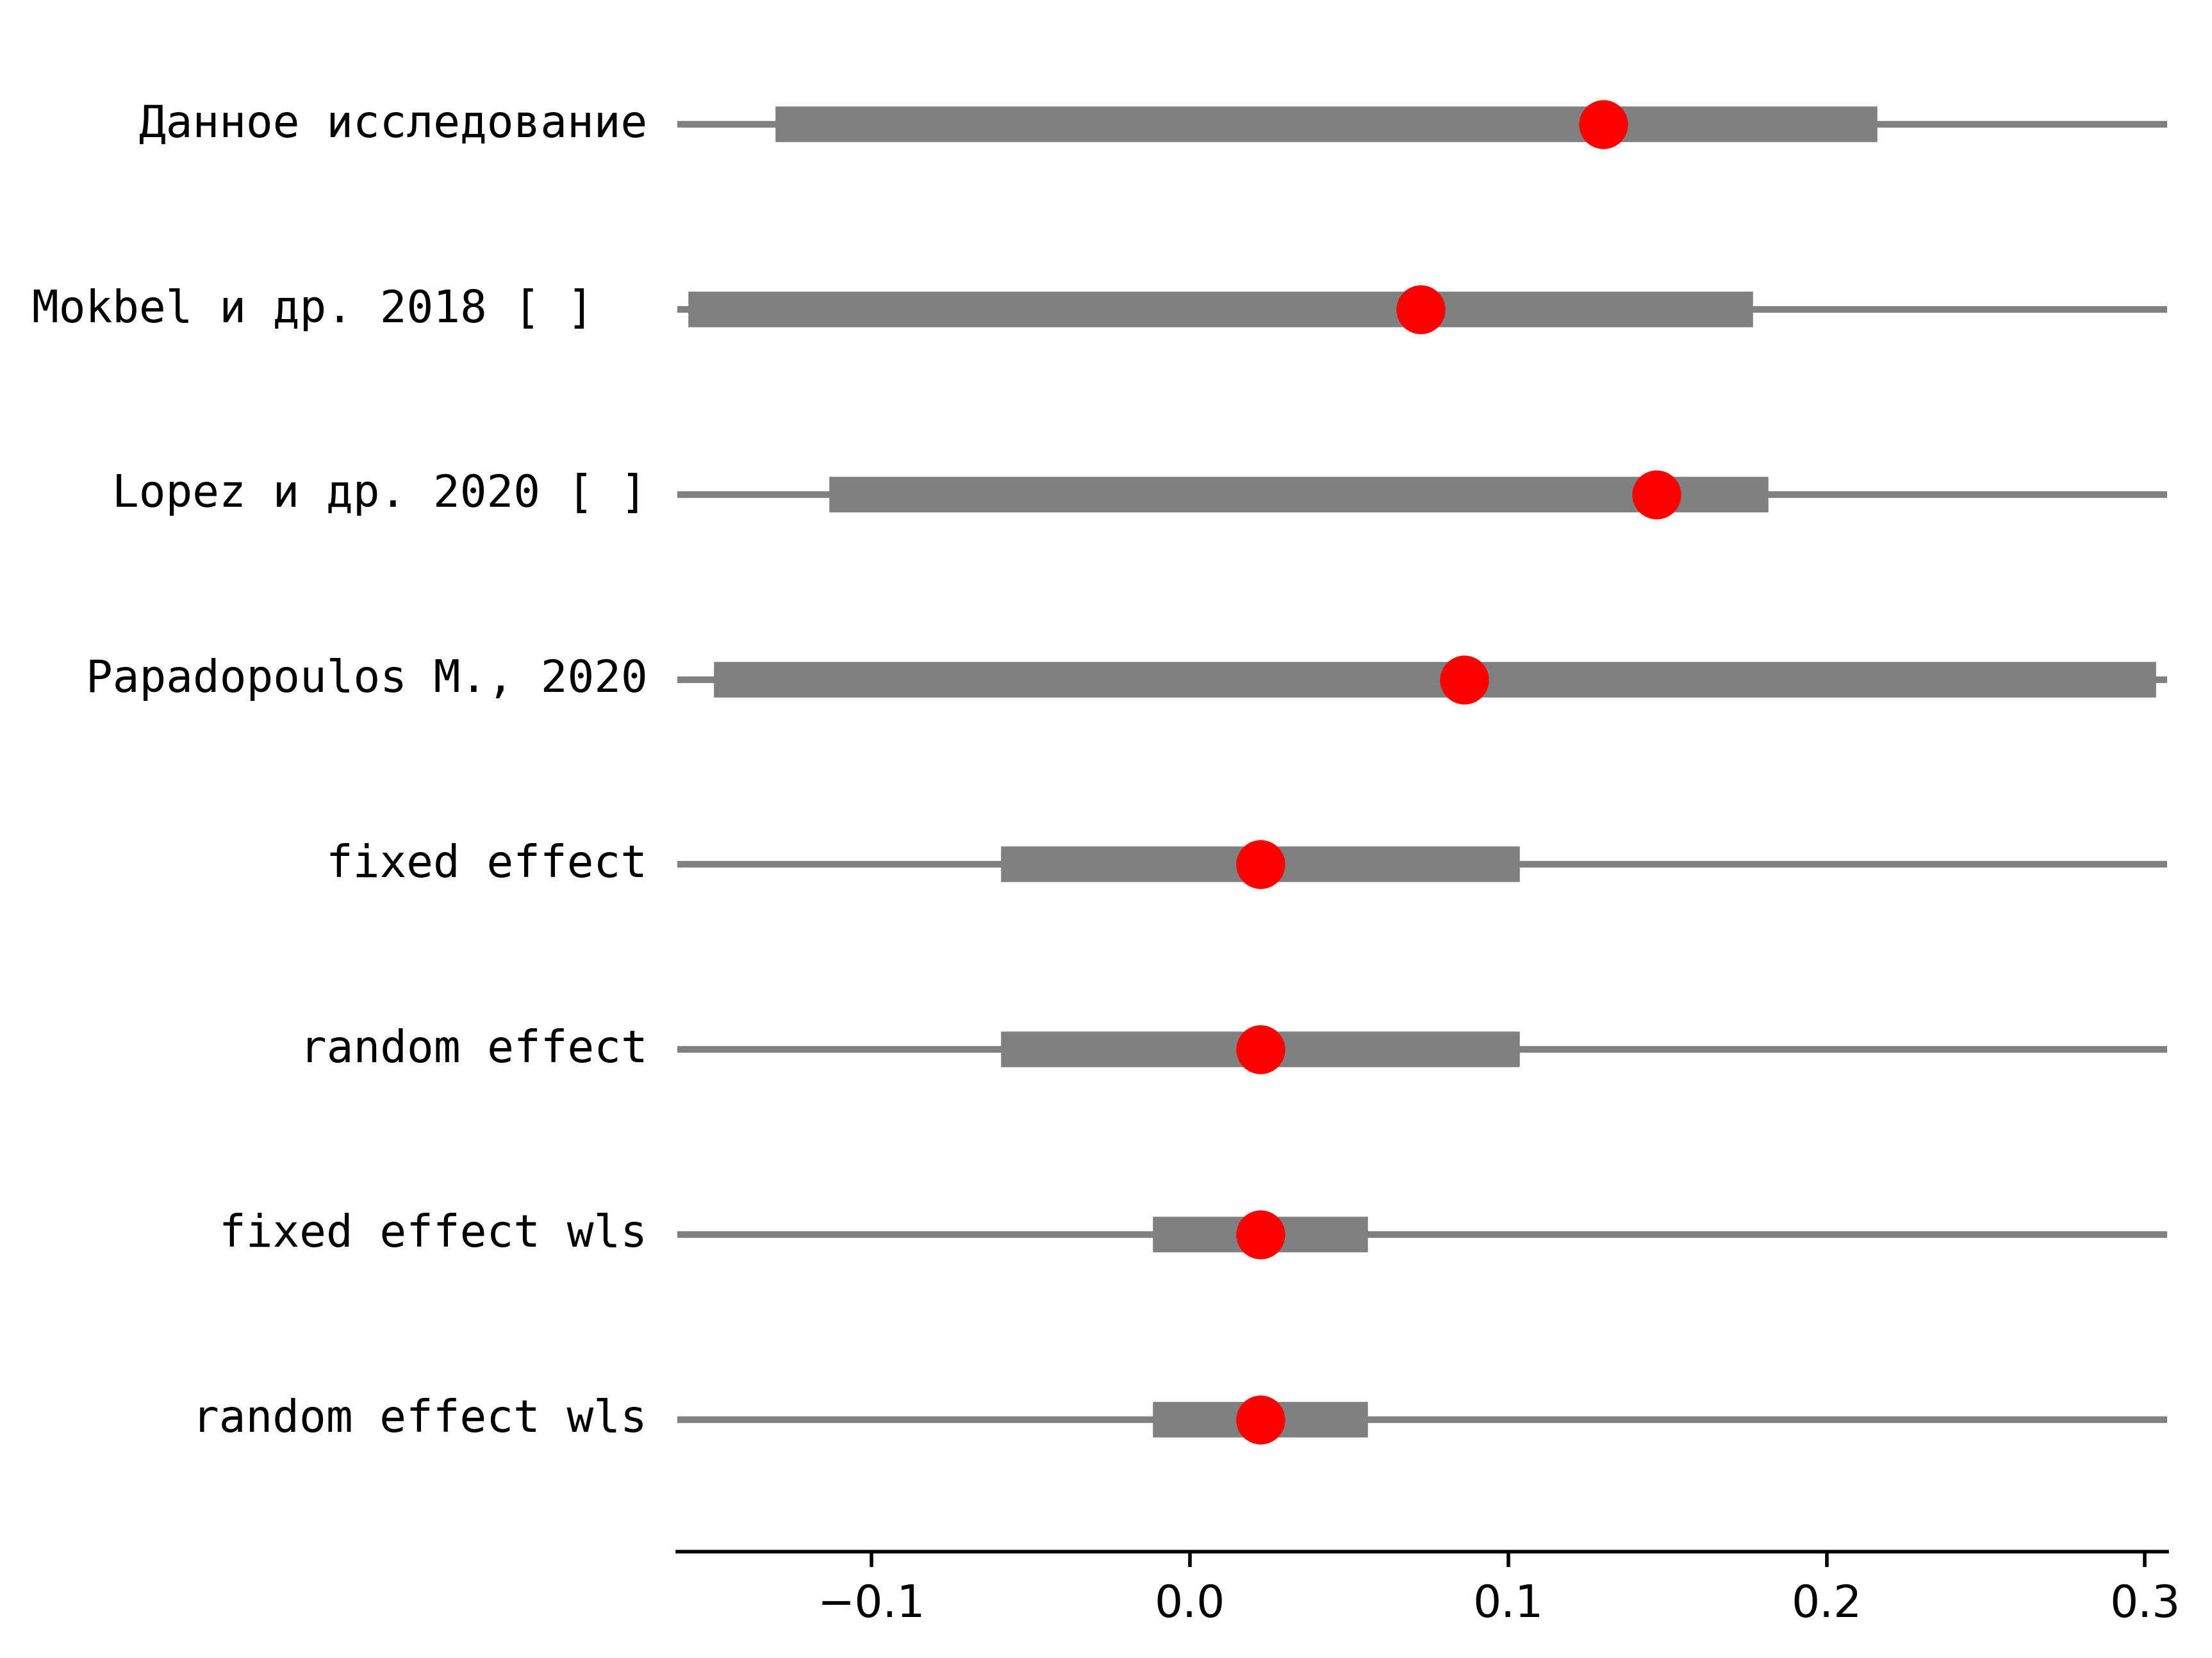 Данное исследование
Mokbel и др. 2018 [ ]
Lopez и др. 2020 [ ]
Papadopoulos M., 2020
fixed effect
random effect
fixed effect wls
random effect wls
−0.1 0.0 0.1 0.2 0.3